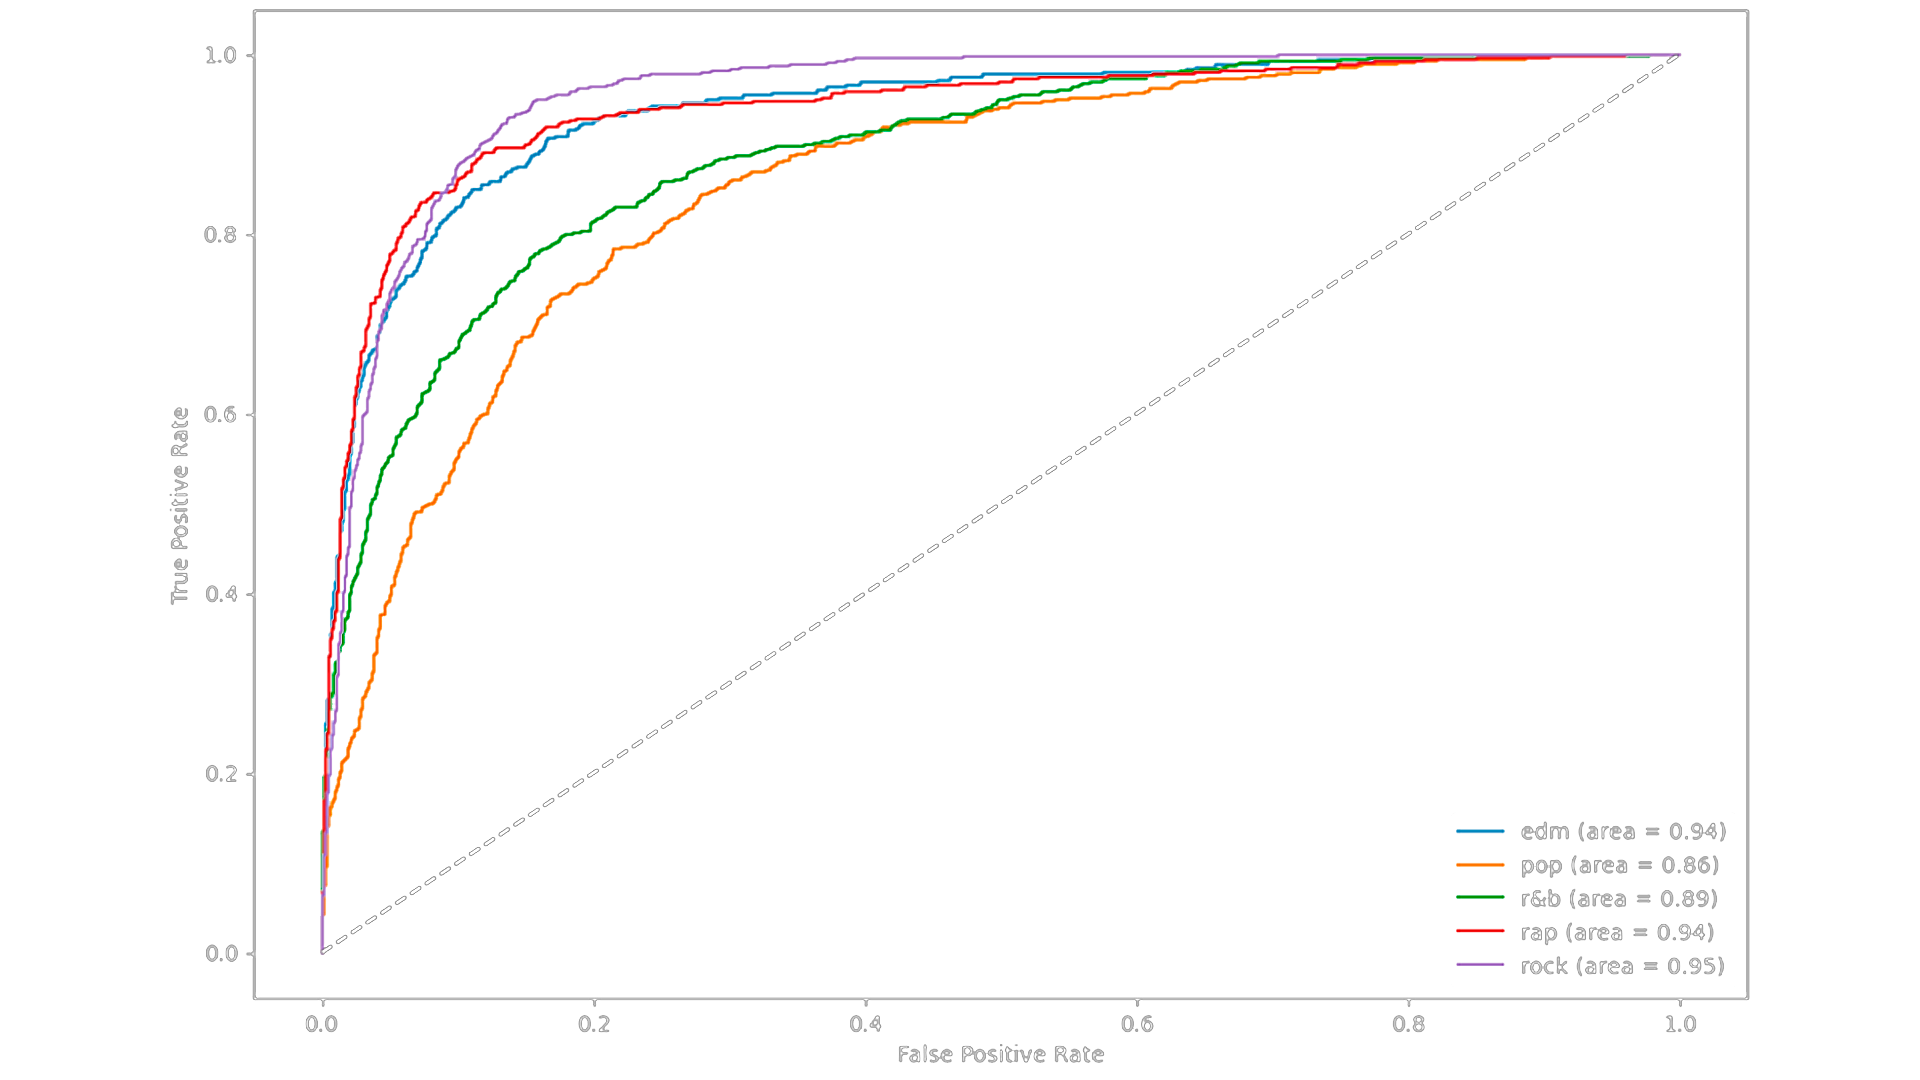 1.0
0.8
0.6
0.4
0.2
0.0
True Positive Rate
0.0 0.2 0.4 0.6 0.8 1.0
False Positive Rate
edm (area = 0.94)
pop (area = 0.86)
r&b (area = 0.89)
rap (area = 0.94)
rock (area = 0.95)